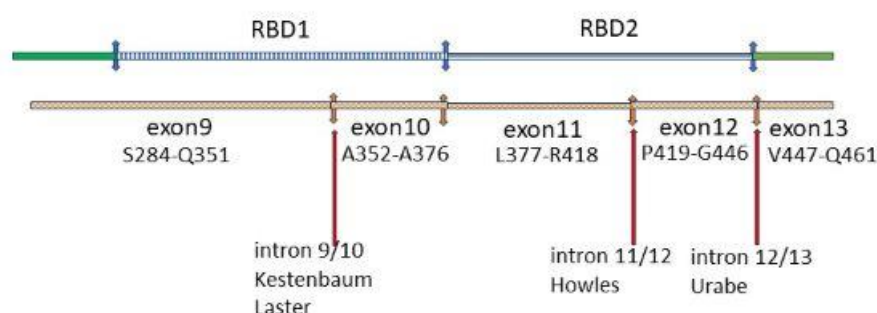 RBD1
RBD2
exon9
exon10
exon11
exon12
exon13
S284-Q351
A352-A376
L377-R418
P419-G446
V447-Q461
intron 9/10
Kestenbaum
Laster
intron 11/12
Howles
intron 12/13
Urabe